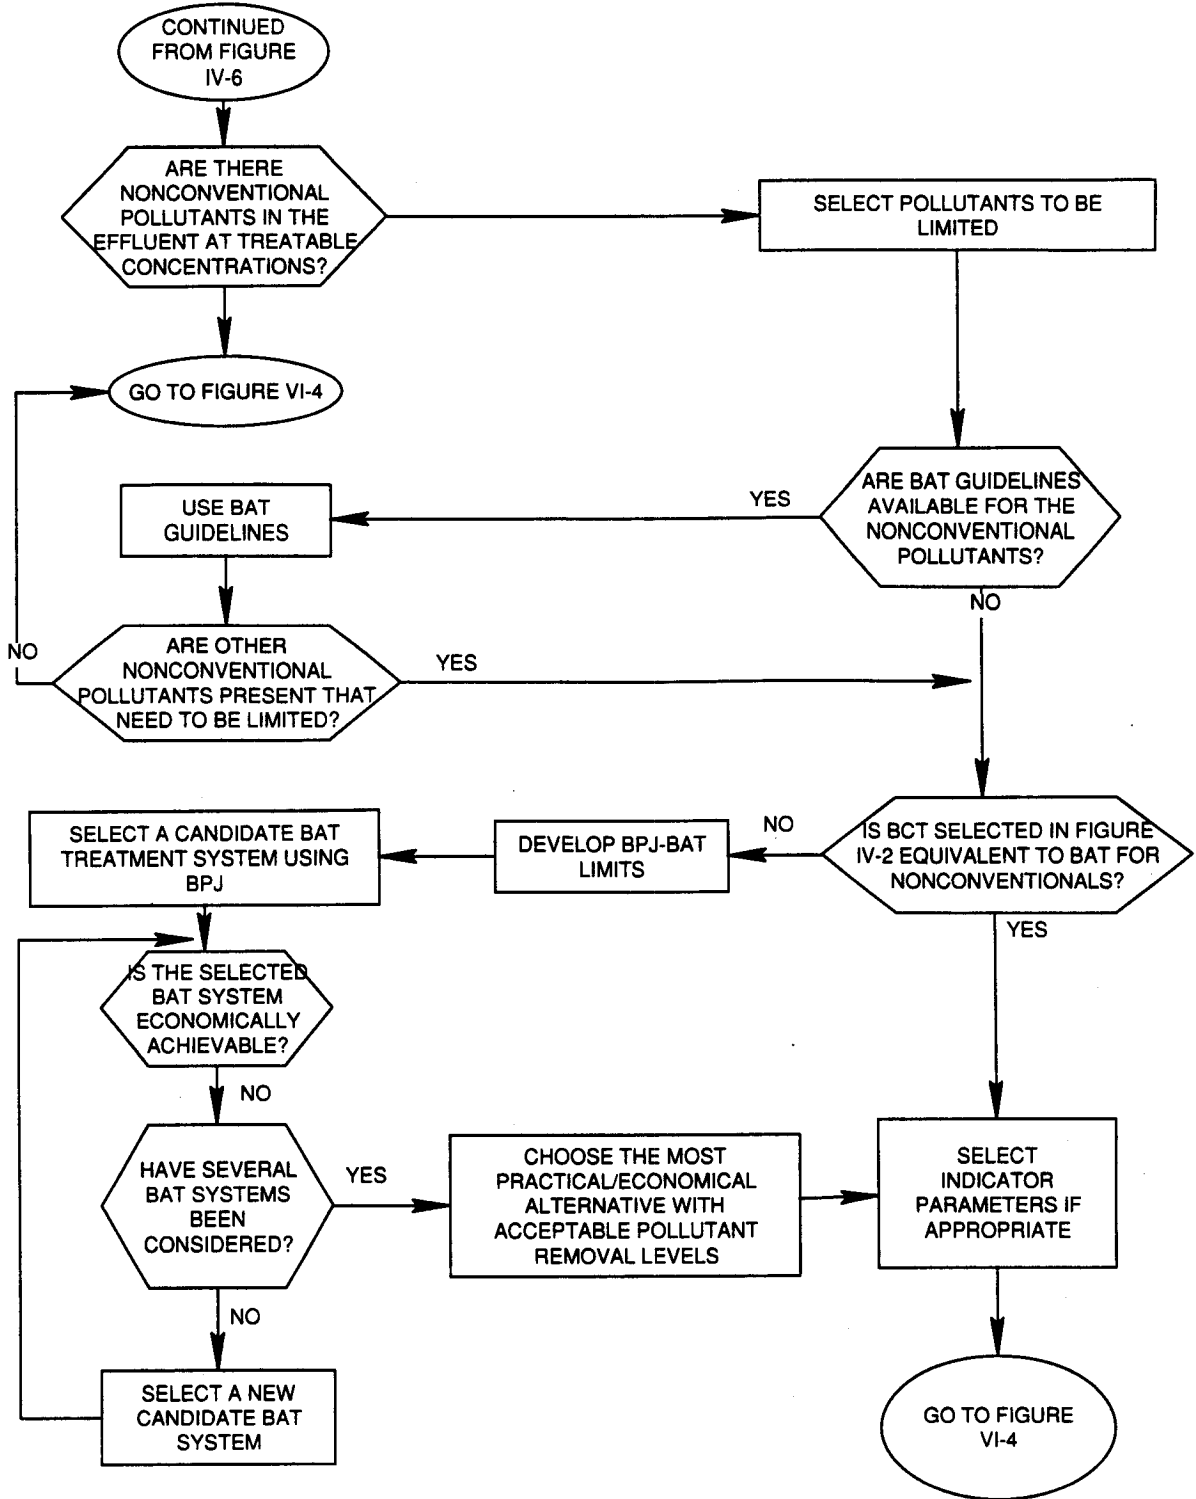 CONTINUED
FROM FIGURE
IV-6
ARE THERE
NONCONVENTIONAL
POLLUTANTS IN THE
EFFLUENT AT TREATABLE
CONCENTRATIONS?
SELECT POLLUTANTS TO BE
LIMITED
GO TO FIGURE VI-4
ARE BAT GUIDELINES
AVAILABLE FOR THE
NONCONVENTIONAL
POLLUTANTS?
YES
USE BAT
GUIDELINES
NO
ARE OTHER
NONCONVENTIONAL
POLLUTANTS PRESENT THAT
NEED TO BE LIMITED?
NO
YES
IS BCT SELECTED IN FIGURE
IV-2 EQUIVALENT TO BAT FOR
NONCONVENTIONALS?
NO
DEVELOP BPJ-BAT
LIMITS
SELECT A CANDIDATE BAT
TREATMENT SYSTEM USING
BPJ
YES
IS THE SELECTED
BAT SYSTEM
ECONOMICALLY
ACHIEVABLE?
NO
HAVE SEVERAL
BAT SYSTEMS
BEEN
CONSIDERED?
YES
CHOOSE THE MOST
PRACTICAL/ECONOMICAL
ALTERNATIVE WITH
ACCEPTABLE POLLUTANT
REMOVAL LEVELS
SELECT
INDICATOR
PARAMETERS IF
APPROPRIATE
NO
SELECT A NEW
CANDIDATE BAT
SYSTEM
GO TO FIGURE
VI-4